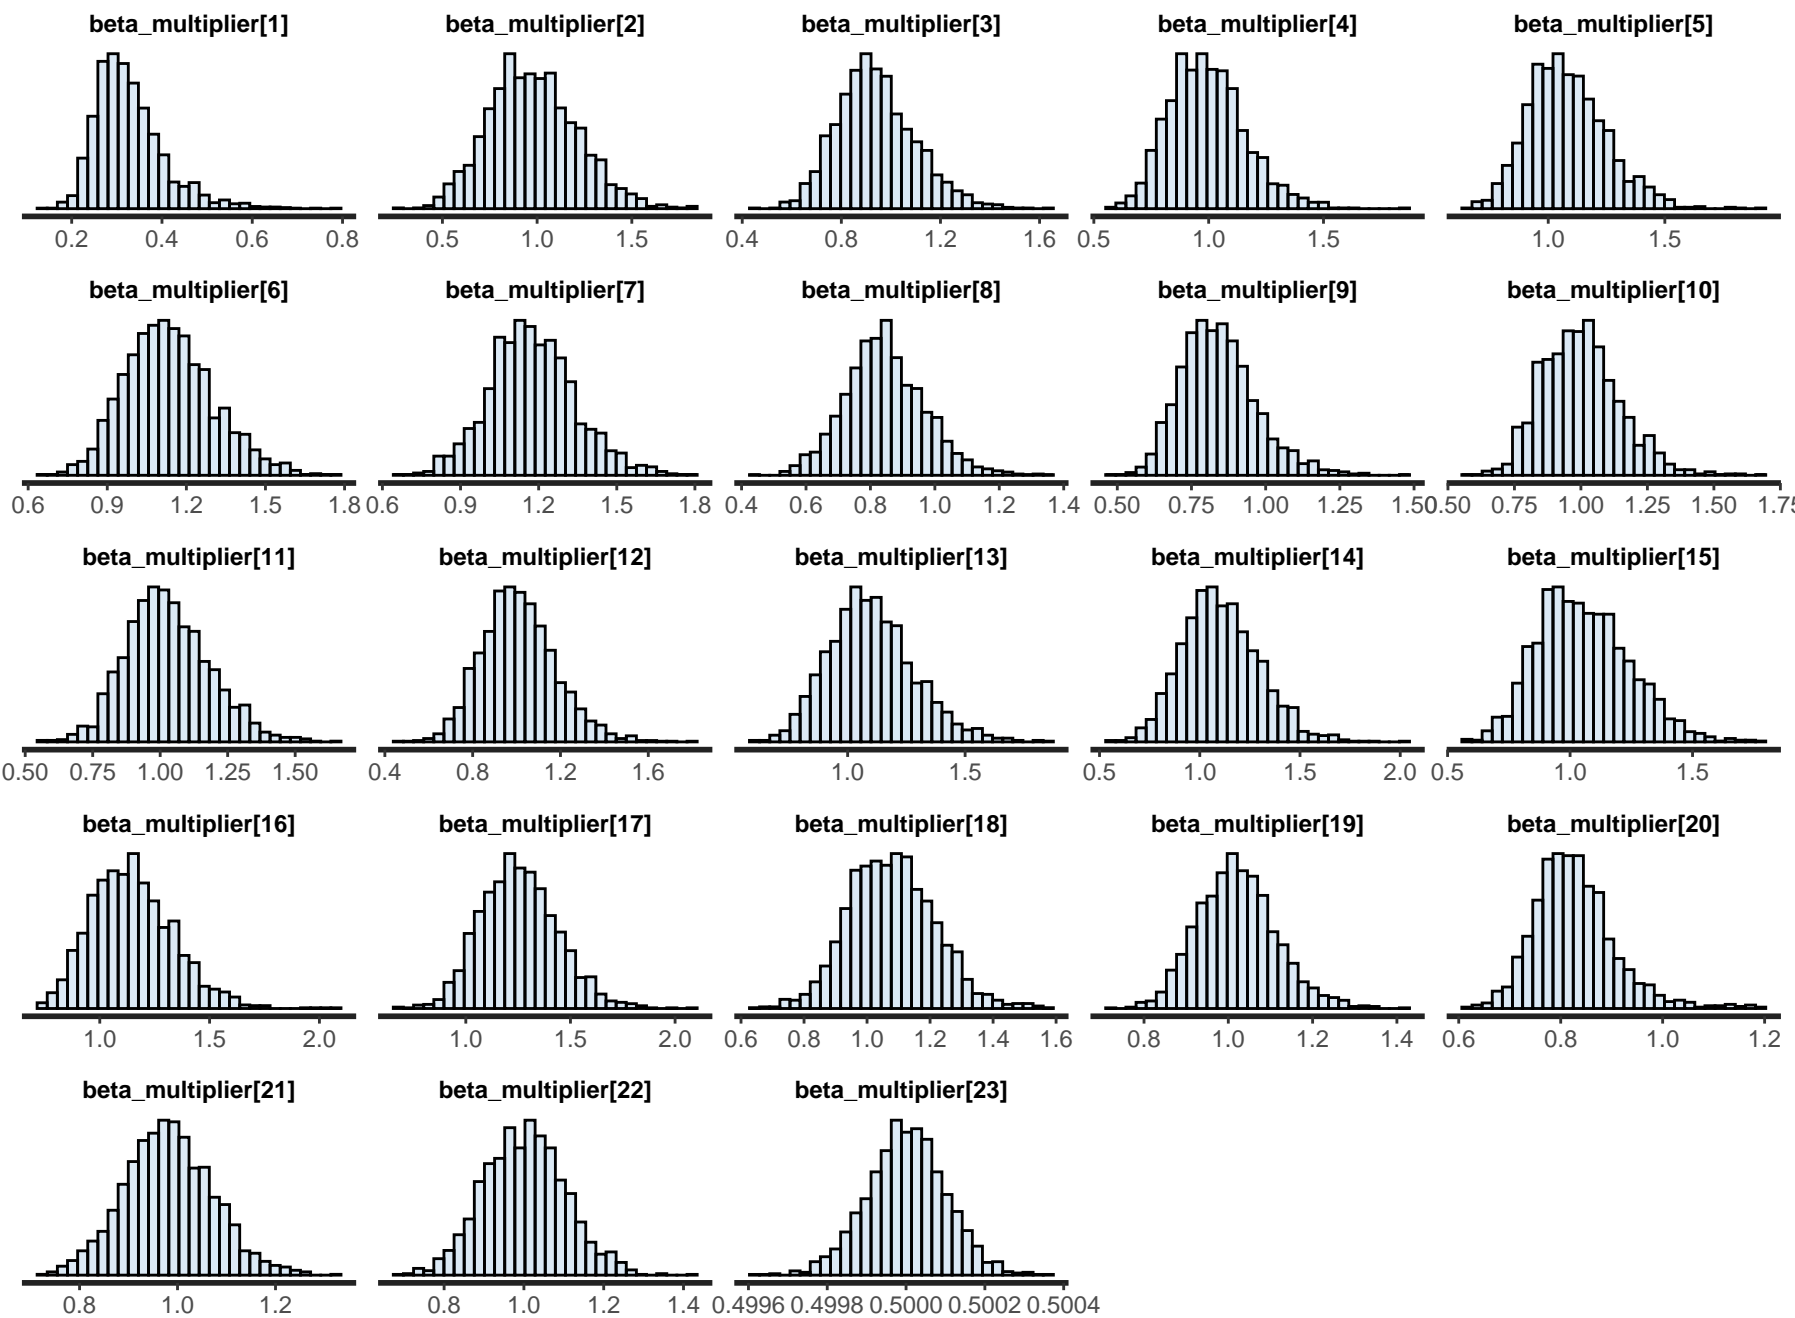 beta_multiplier[1] beta_multiplier[2] beta_multiplier[3] beta_multiplier[4] beta_multiplier[5]
0.2 0.4 0.6 0.8 0.5 1.0 1.5 0.4 0.8 1.2 1.6 0.5 1.0 1.5 1.0 1.5
beta_multiplier[6] beta_multiplier[7] beta_multiplier[8] beta_multiplier[9] beta_multiplier[10]
0.6 0.9 1.2 1.5 1.8 0.6 0.9 1.2 1.5 1.8 0.4 0.6 0.8 1.0 1.2 1.4 0.50 0.75 1.00 1.25 1.50 0.50 0.75 1.00 1.25 1.50 1.75
beta_multiplier[11] beta_multiplier[12] beta_multiplier[13] beta_multiplier[14] beta_multiplier[15]
0.50 0.75 1.00 1.25 1.50 0.4 0.8 1.2 1.6 1.0 1.5 0.5 1.0 1.5 2.0 0.5 1.0 1.5
beta_multiplier[16] beta_multiplier[17] beta_multiplier[18] beta_multiplier[19] beta_multiplier[20]
1.0 1.5 2.0 1.0 1.5 2.0 0.6 0.8 1.0 1.2 1.4 1.6 0.8 1.0 1.2 1.4 0.6 0.8 1.0 1.2
beta_multiplier[21] beta_multiplier[22] beta_multiplier[23]
0.8 1.0 1.2 0.8 1.0 1.2 1.4 0.4996 0.4998 0.5000 0.5002 0.5004